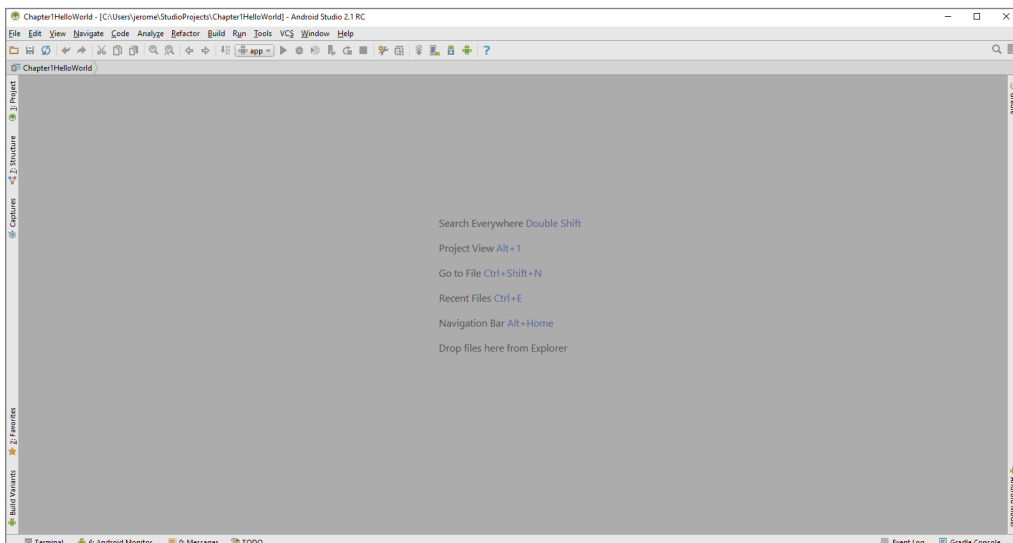 Chapter1HelloWorld - [C:\Users\jerome\StudioProjects\Chapter1HelloWorld] - Android Studio 2.1 RC
File Edit View Navigate Code Analyze Refactor Build Run Tools VCS Window Help
app
Chapter1HelloWorld
1: Project
7: Structure
Captures
Search Everywhere Double Shift
Project View Alt+1
Go to File Ctrl+Shift+N
Recent Files Ctrl+E
Navigation Bar Alt+Home
Drop files here from Explorer
2: Favorites
Build Variants
Terminal 6: Android Monitor 0: Messages TODO
Event Log Gradle Console